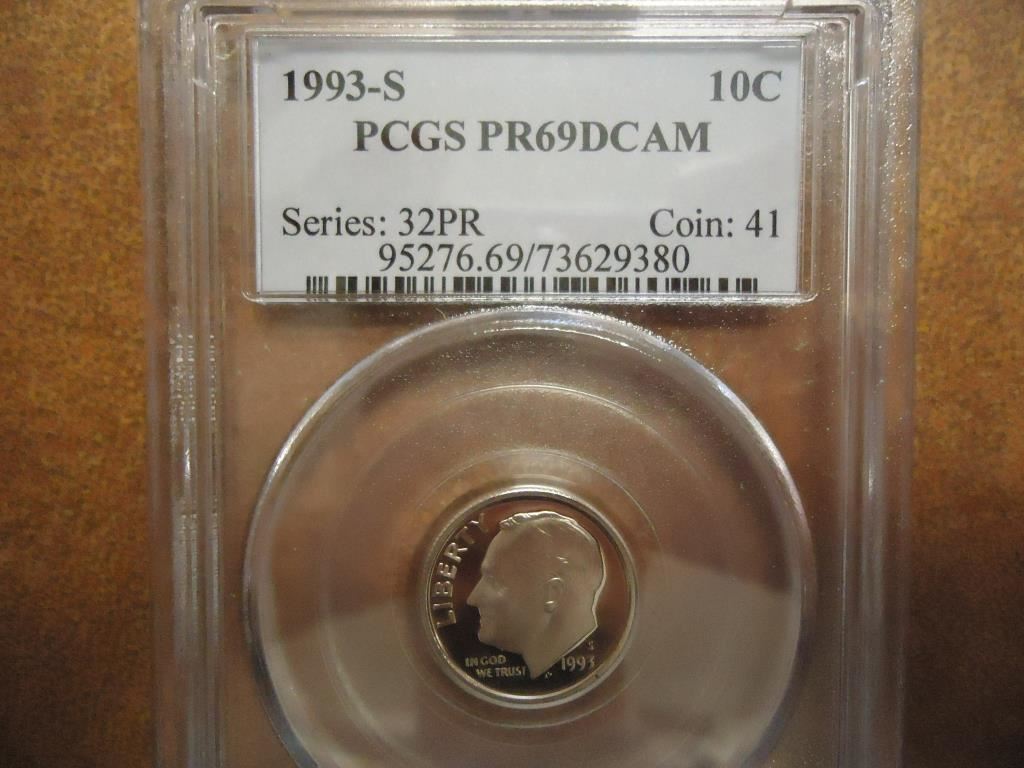 1993-S 10C
PCGS PR69DCAM
Series: 32PR Coin: 41
95276.69/73629380
LIBERTY
IN GOD
WE TRUST
S
1993